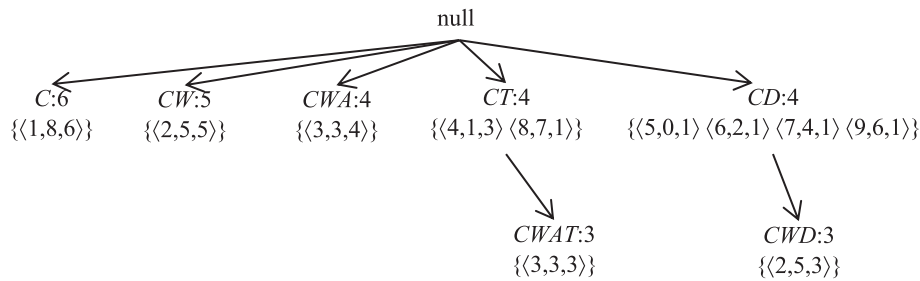 null
C:6 CW:5 CWA:4 CT:4 CD:4
{⟨1,8,6⟩} {⟨2,5,5⟩} {⟨3,3,4⟩} {⟨4,1,3⟩ ⟨8,7,1⟩} {⟨5,0,1⟩ ⟨6,2,1⟩ ⟨7,4,1⟩ ⟨9,6,1⟩}
CWAT:3 CWD:3
{⟨3,3,3⟩} {⟨2,5,3⟩}